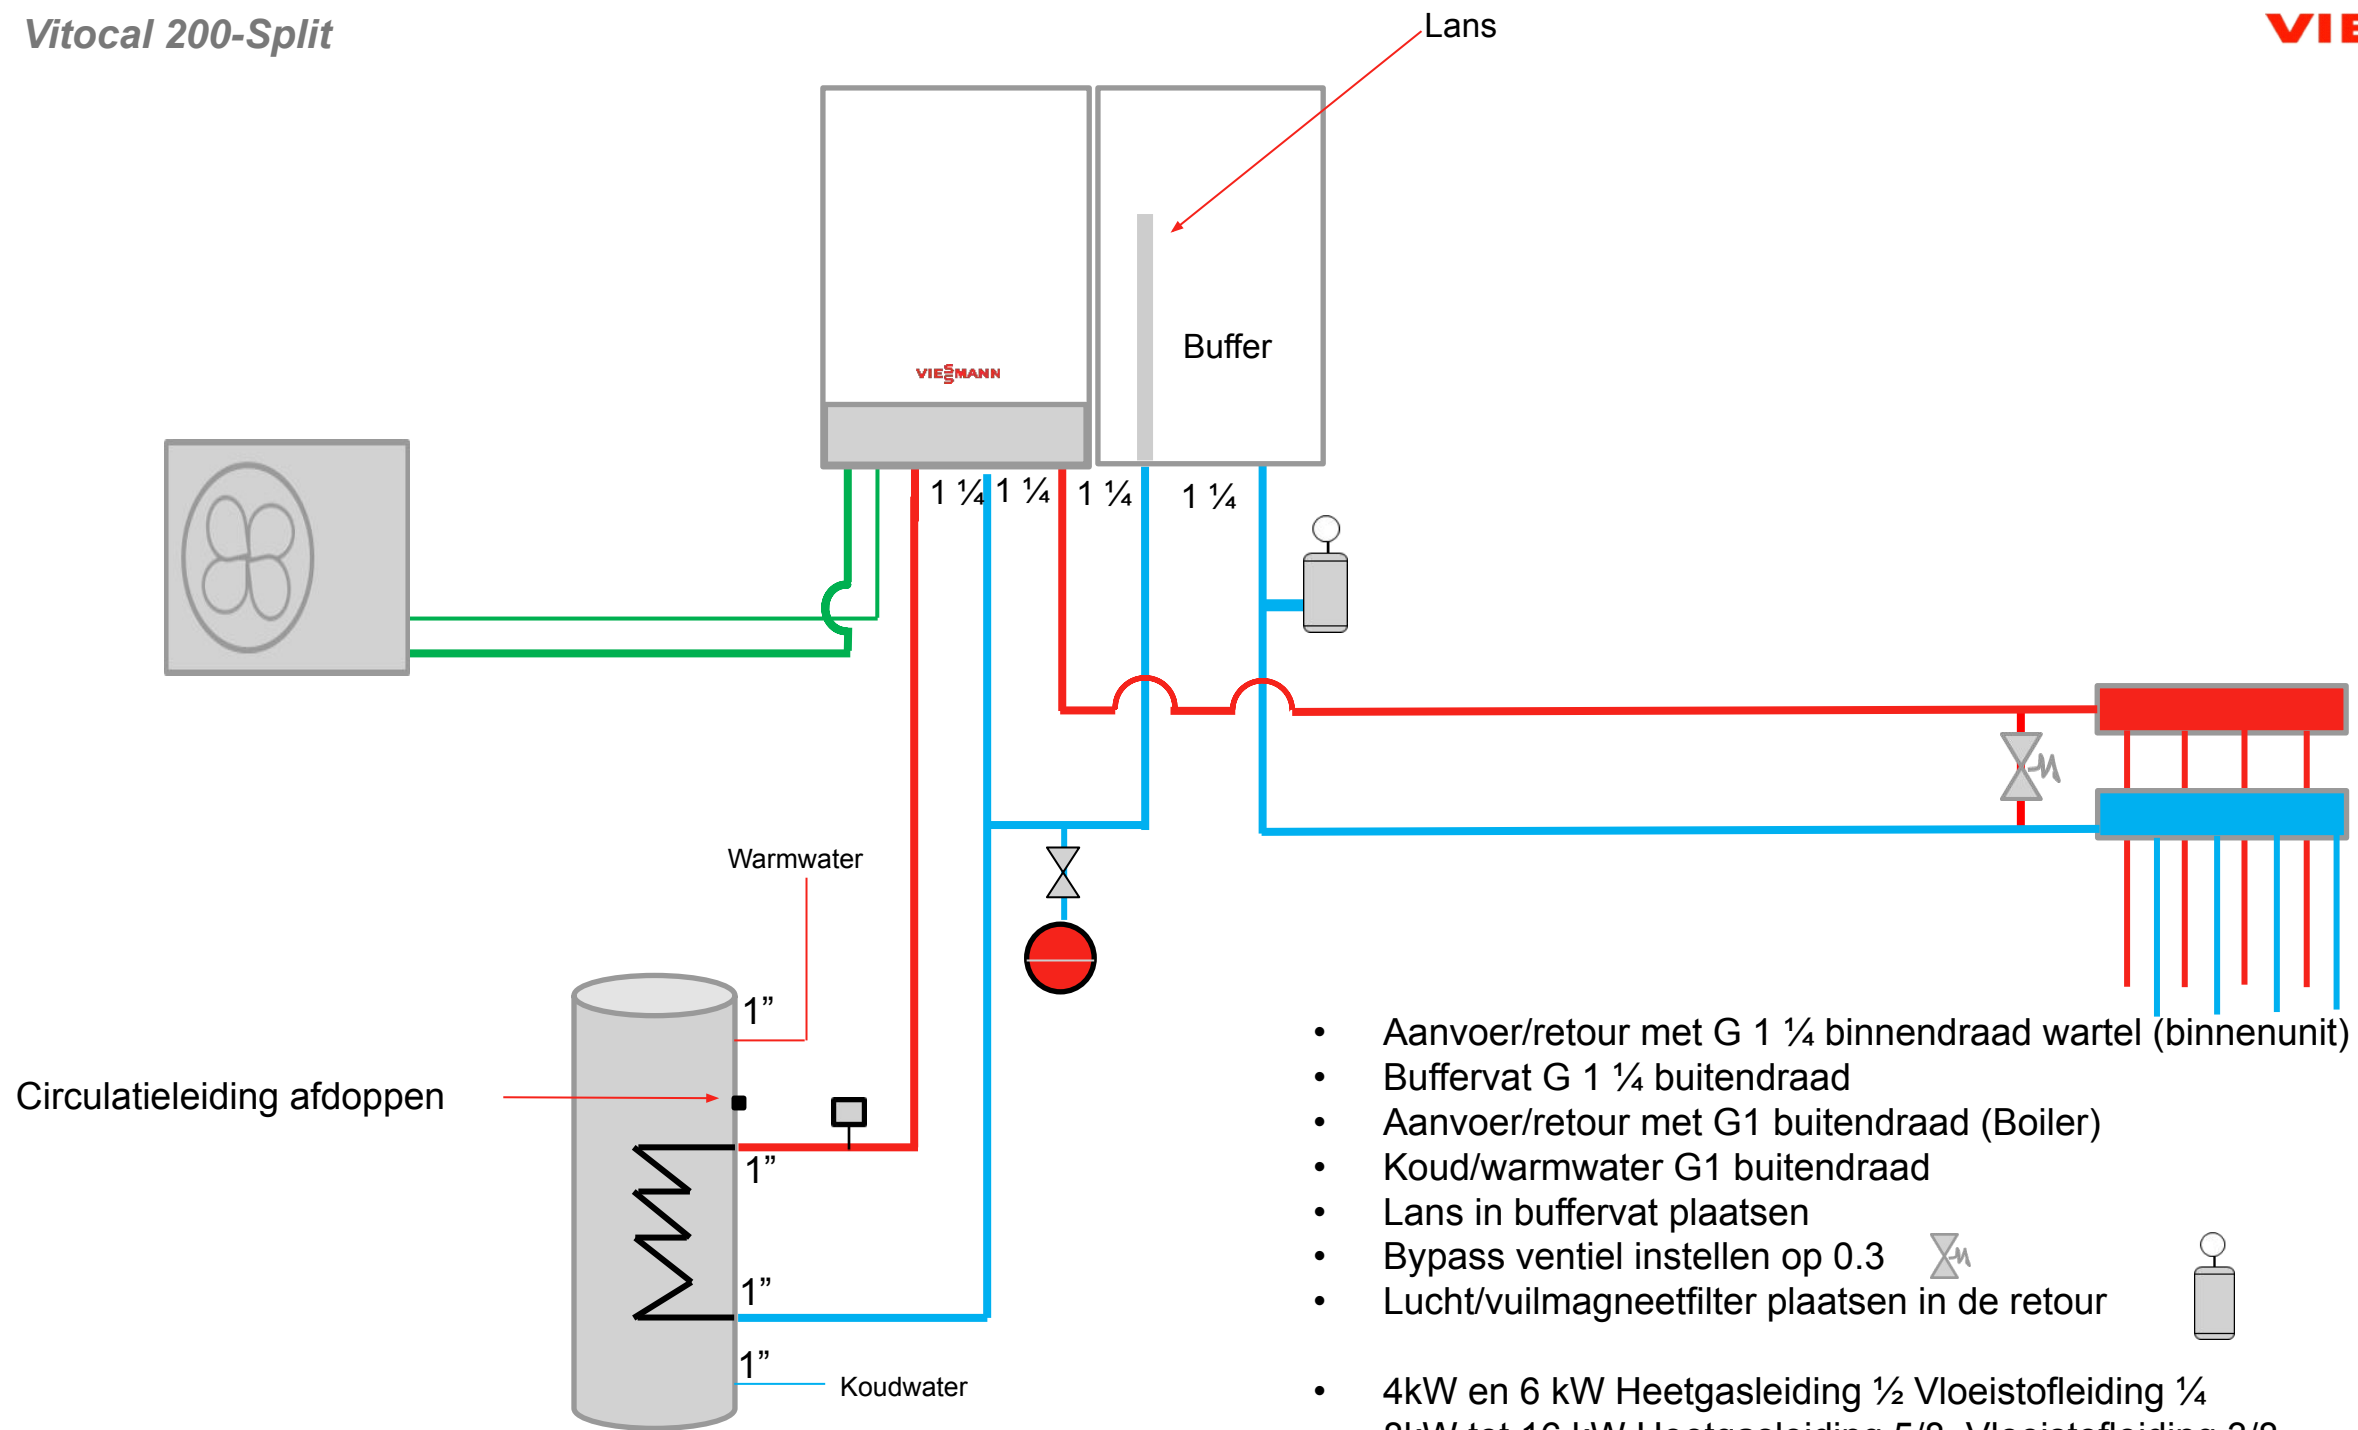 Vitocal 200-Split
Lans
VIESMANN
Buffer
1 ¼ 1 ¼ 1 ¼ 1 ¼
Warmwater
1”
Circulatieleiding afdoppen
1”
1”
1”
Koudwater
• Aanvoer/retour met G 1 ¼ binnendraad wartel (binnenunit)
• Buffervat G 1 ¼ buitendraad
• Aanvoer/retour met G1 buitendraad (Boiler)
• Koud/warmwater G1 buitendraad
• Lans in buffervat plaatsen
• Bypass ventiel instellen op 0.3
• Lucht/vuilmagneetfilter plaatsen in de retour
• 4kW en 6 kW Heetgasleiding ½ Vloeistofleiding ¼